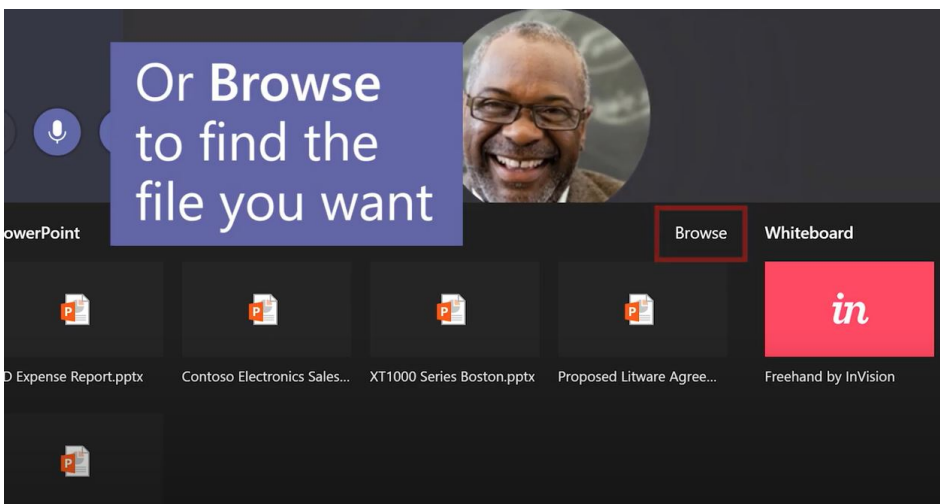 Or Browse
to find the
file you want
owerPoint
Browse
Whiteboard
P
P
P
P
in
D Expense Report.pptx
Contoso Electronics Sales...
XT1000 Series Boston.pptx
Proposed Litware Agree...
Freehand by InVision
P